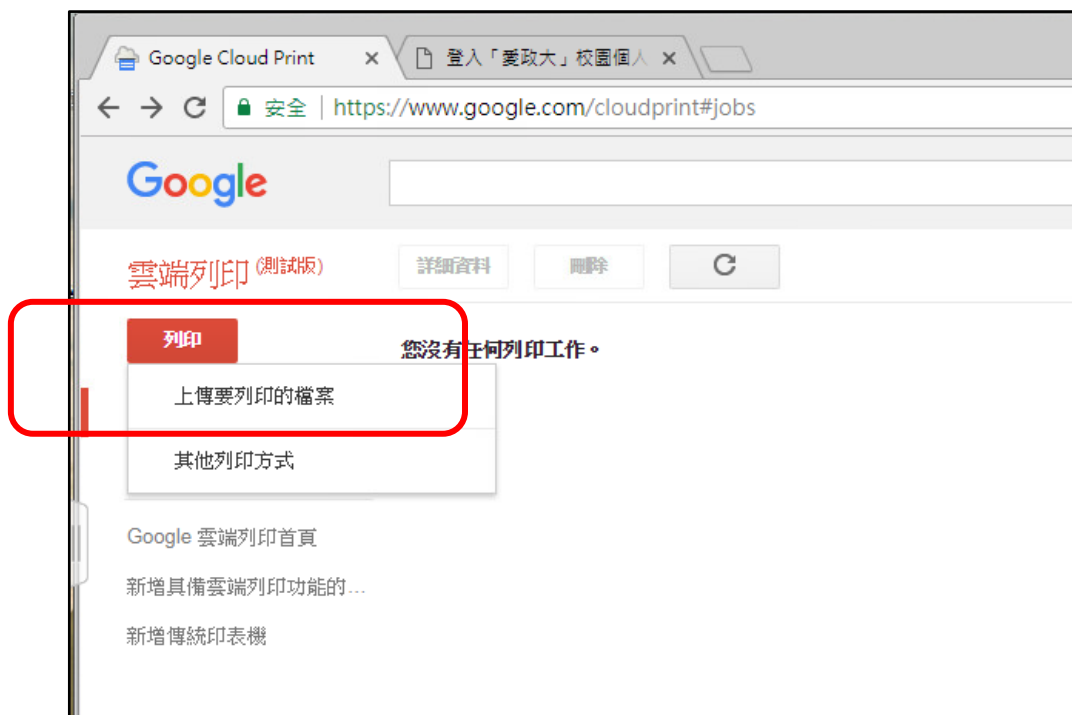 Google Cloud Print
登入「愛政大」校園個人
安全 | https://www.google.com/cloudprint#jobs
Google
雲端列印 (測試版)
詳細資料 刪除
列印
您沒有任何列印工作。
上傳要列印的檔案
其他列印方式
Google 雲端列印首頁
新增具備雲端列印功能的...
新增傳統印表機